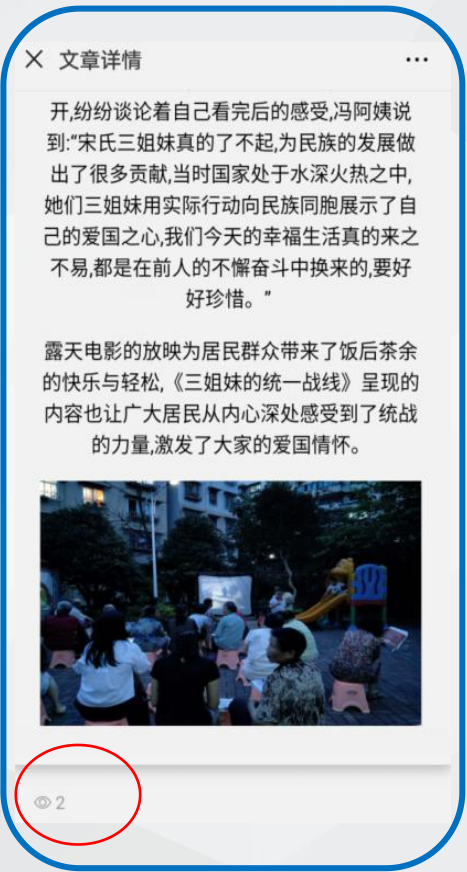 文章详情
开,纷纷谈论着自己看完后的感受,冯阿姨说
到:“宋氏三姐妹真的了不起,为民族的发展做
出了很多贡献,当时国家处于水深火热之中,
她们三姐妹用实际行动向民族同胞展示了自
己的爱国之心,我们今天的幸福生活真的来之
不易,都是在前人的不懈奋斗中换来的,要好
好珍惜。”
露天电影的放映为居民群众带来了饭后茶余
的快乐与轻松,《三姐妹的统一战线》呈现的
内容也让广大居民从内心深处感受到了统战
的力量,激发了大家的爱国情怀。
2